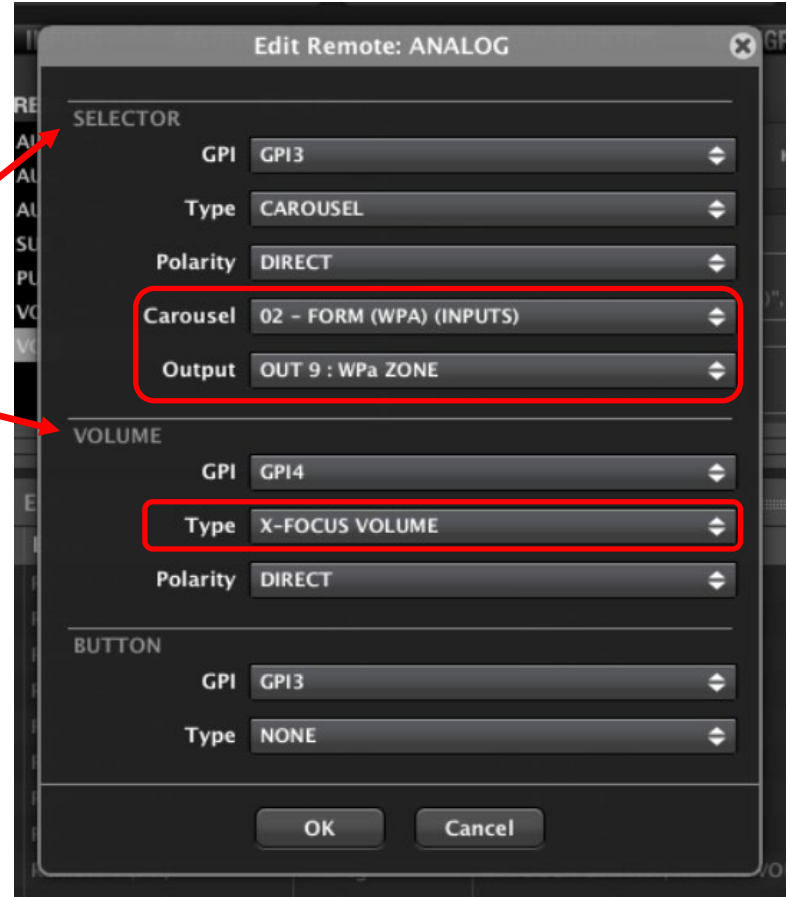 Edit Remote: ANALOG
SELECTOR
GPI GPI3
Type CAROUSEL
Polarity DIRECT
Carousel 02 - FORM (WPA) (INPUTS)
Output OUT 9 : WPa ZONE
VOLUME
GPI GPI4
Type X-FOCUS VOLUME
Polarity DIRECT
BUTTON
GPI GPI3
Type NONE
OK Cancel